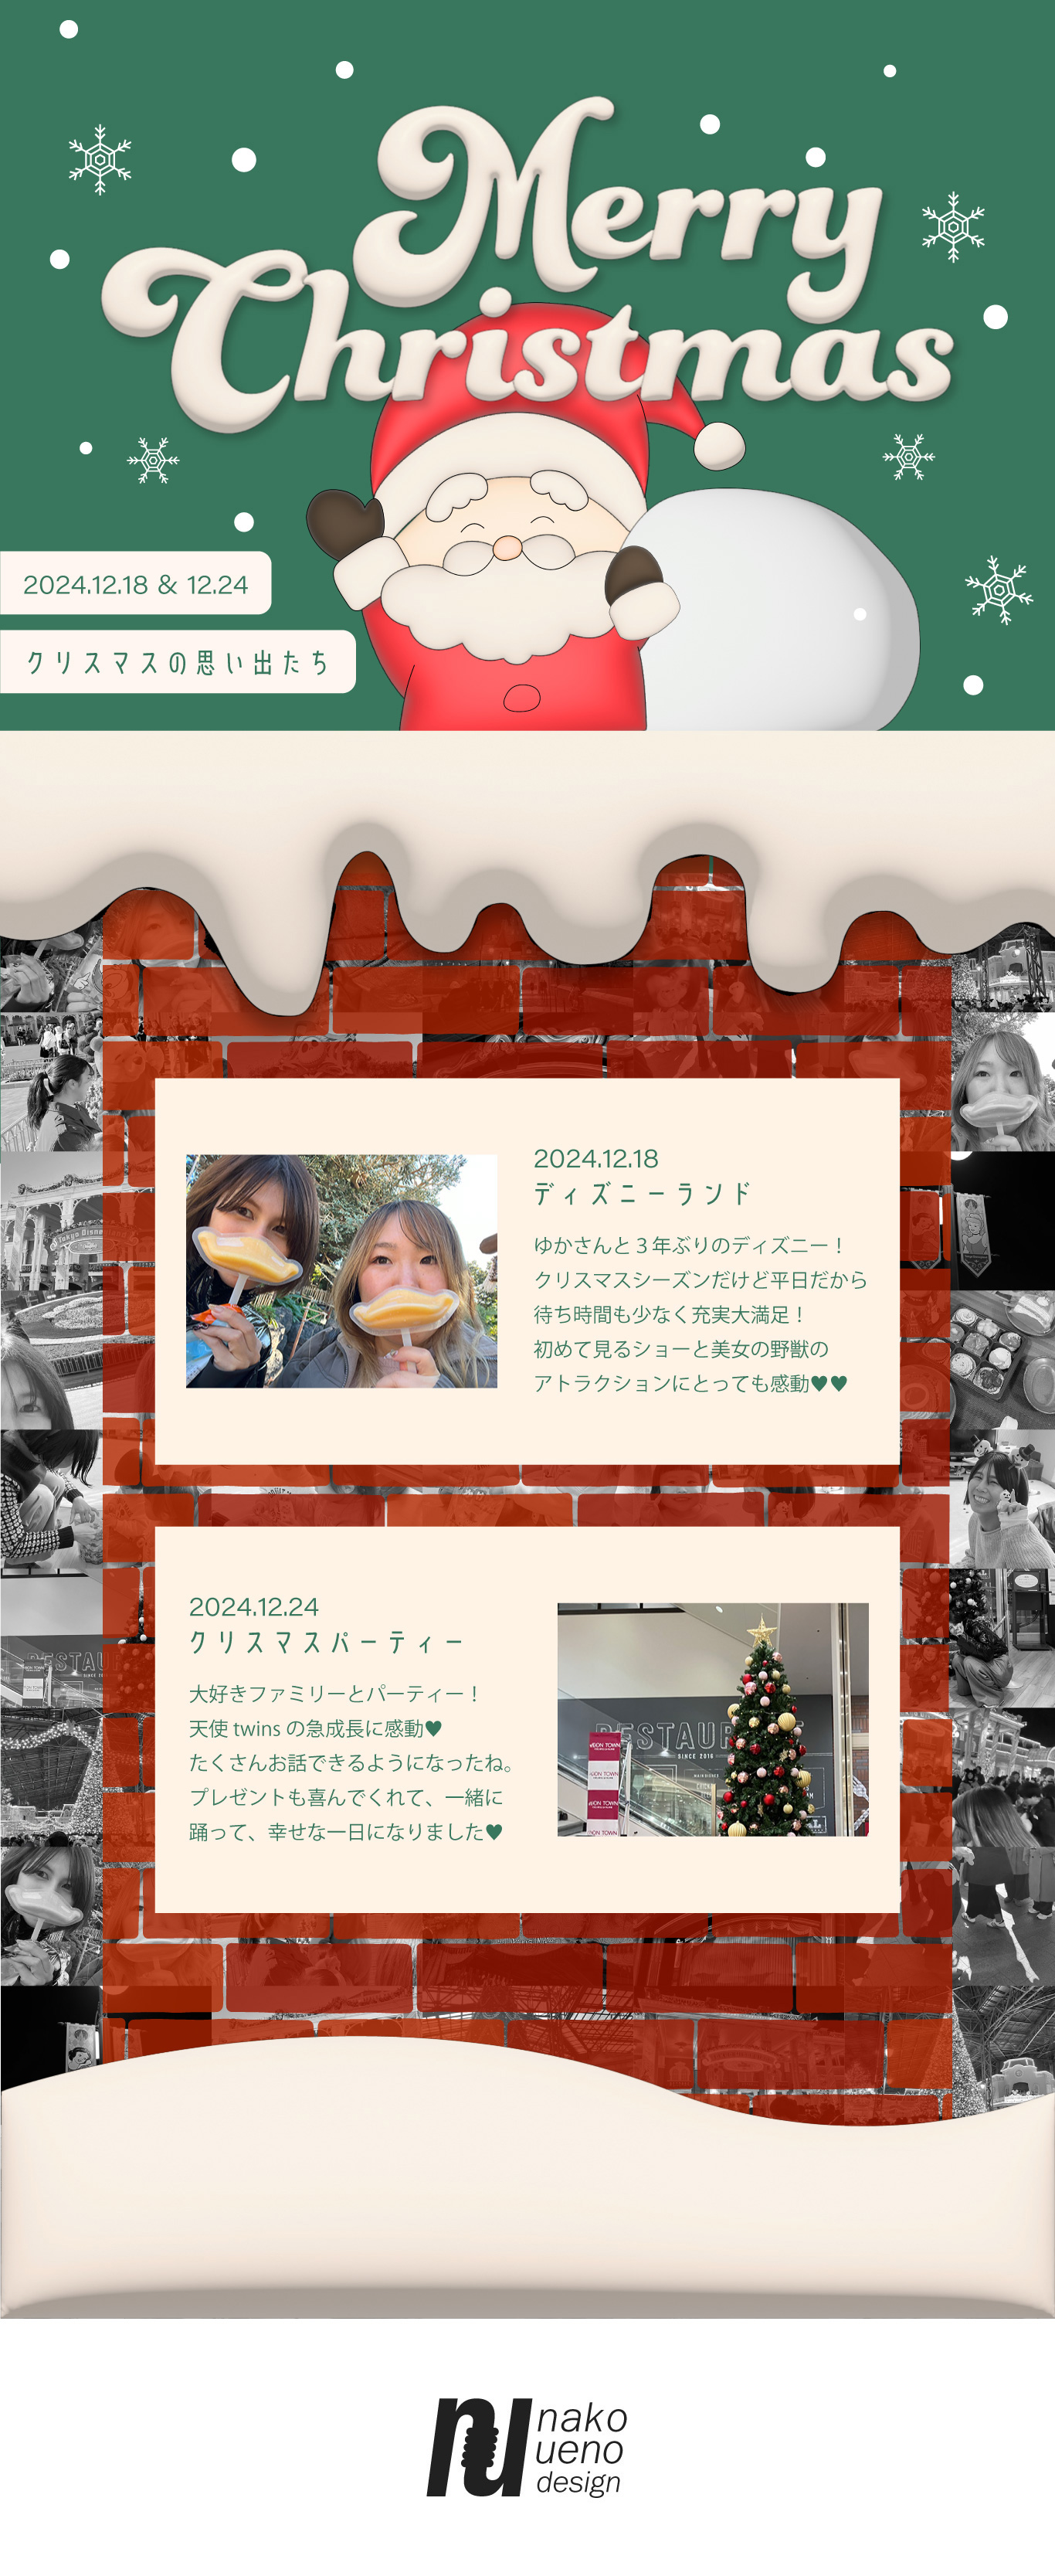 Merry
Christmas
2024.12.18 & 12.24
クリスマスの思い出たち
2024.12.18
ディズニーランド
ゆかさんと３年ぶりのディズニー！
クリスマスシーズンだけど平日だから
待ち時間も少なく充実大満足！
初めて見るショーと美女の野獣の
アトラクションにとっても感動♥♥
2024.12.24
クリスマスパーティー
大好きファミリーとパーティー！
天使 twins の急成長に感動♥
たくさんお話できるようになったね。
プレゼントも喜んでくれて、一緒に
踊って、幸せな一日になりました♥
RESTAUR
SINCE 2016
nako
ueno
design